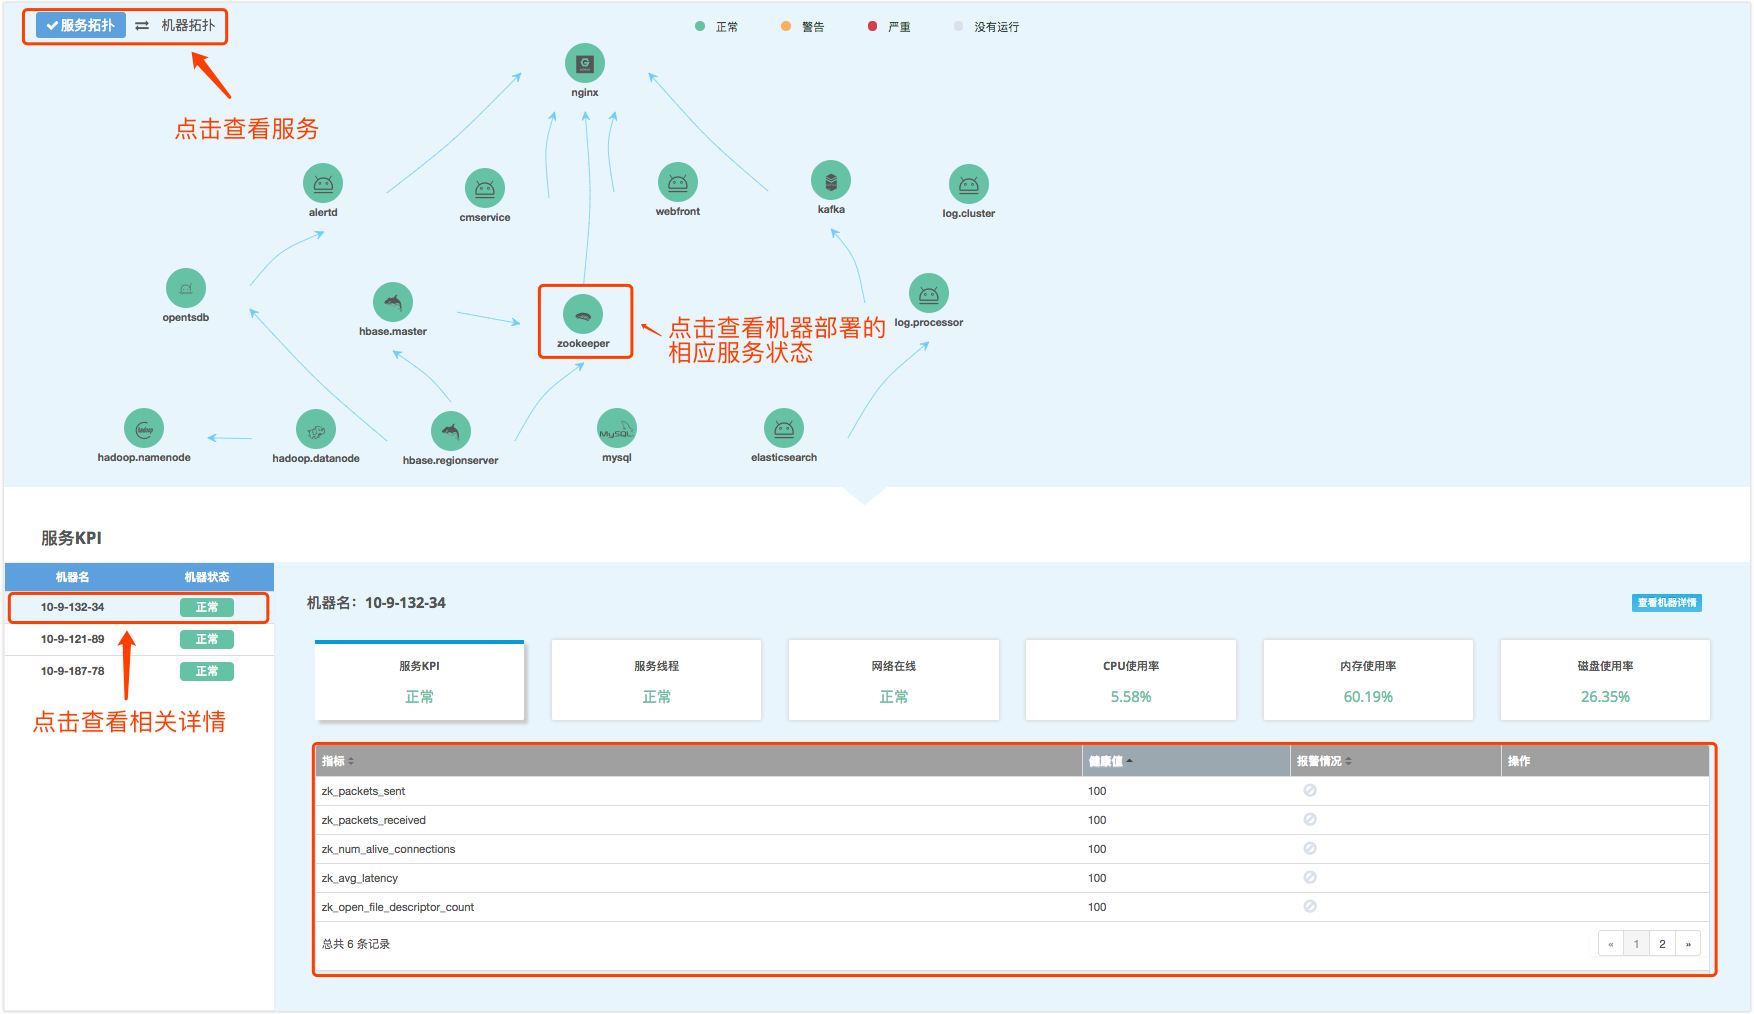 服务拓扑 机器拓扑
正常 警告 严重 没有运行
点击查看服务
nginx
alertd
cmservice
webfront
kafka
log.cluster
opentsdb
hbase.master
zookeeper
点击查看机器部署的
相应服务状态
log.processor
hadoop
hadoop.namenode
hadoop.datanode
hbase.regionserver
MySQL
mysql
elasticsearch
服务KPI
机器名 机器状态
10-9-132-34 正常
10-9-121-89 正常
10-9-187-78 正常
点击查看相关详情
机器名: 10-9-132-34
查看机器详情
服务KPI
正常
服务线程
正常
网络在线
正常
CPU使用率
5.58%
内存使用率
60.19%
磁盘使用率
26.35%
指标 健康值 报警情况 操作
zk_packets_sent 100
zk_packets_received 100
zk_num_alive_connections 100
zk_avg_latency 100
zk_open_file_descriptor_count 100
总共 6 条记录
« 1 2 »